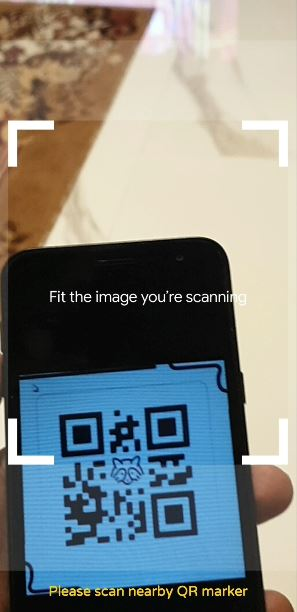 Fit the image you're scanning
Please scan nearby QR marker